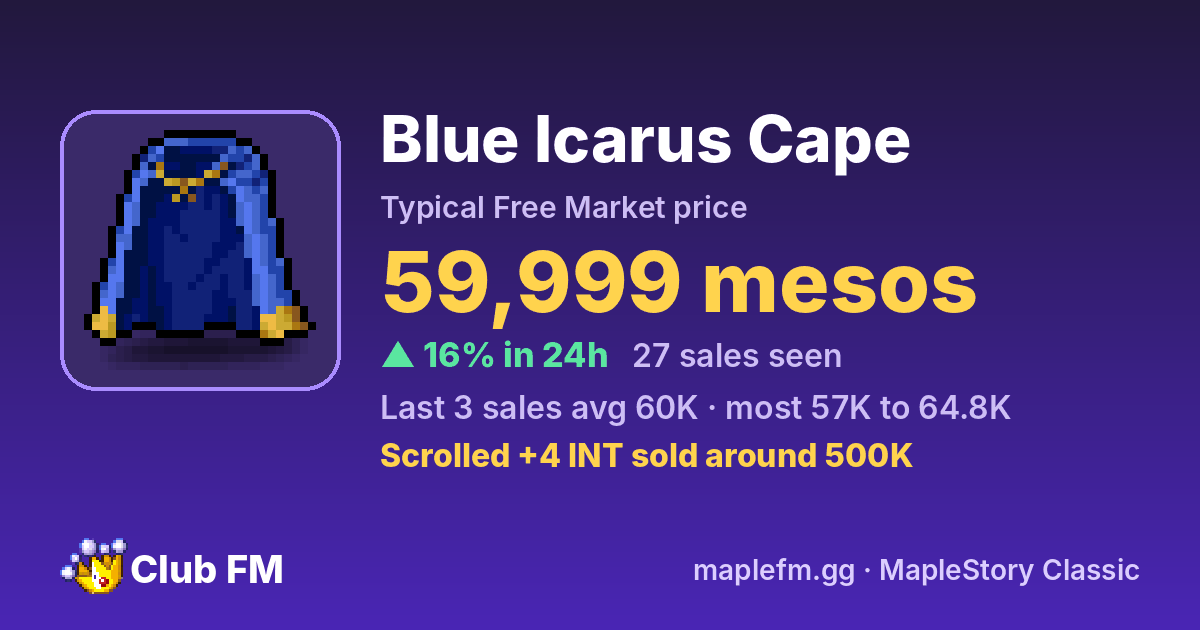 Blue Icarus Cape
Typical Free Market price
59,999 mesos
▲ 16% in 24h 27 sales seen
Last 3 sales avg 60K · most 57K to 64.8K
Scrolled +4 INT sold around 500K
Club FM
maplefm.gg · MapleStory Classic